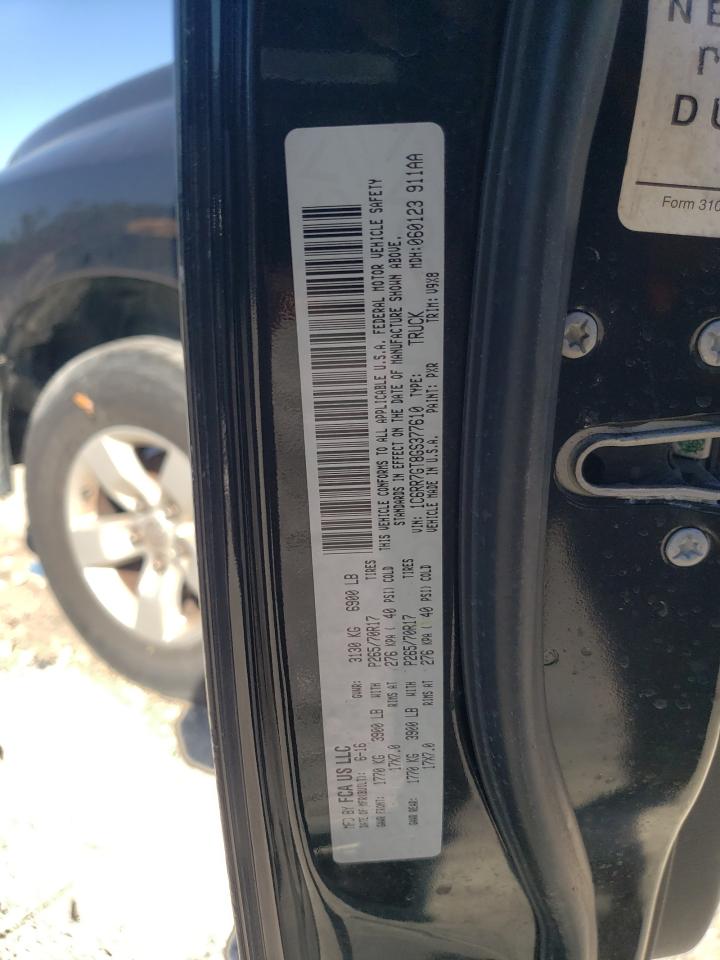 MFD BY FCA US LLC
DATE OF MFR(BUILT): 6-16 GVWR: 3130 KG 6900 LB
GAWR FRONT: 1770 KG 3900 LB WITH P265/70R17 TIRES
17X7.0 RIMS AT 276 KPA ( 40 PSI) COLD
GAWR REAR: 1770 KG 3900 LB WITH P265/70R17 TIRES
17X7.0 RIMS AT 276 KPA ( 40 PSI) COLD
THIS VEHICLE CONFORMS TO ALL APPLICABLE U.S.A. FEDERAL MOTOR VEHICLE SAFETY
STANDARDS IN EFFECT ON THE DATE OF MANUFACTURE SHOWN ABOVE.
VIN: 1C6RR7GT8GS377610 TYPE: TRUCK MDH:060123 911AA
VEHICLE MADE IN U.S.A. PAINT: PXR TRIM: V9X8
NE
DU
Form 310